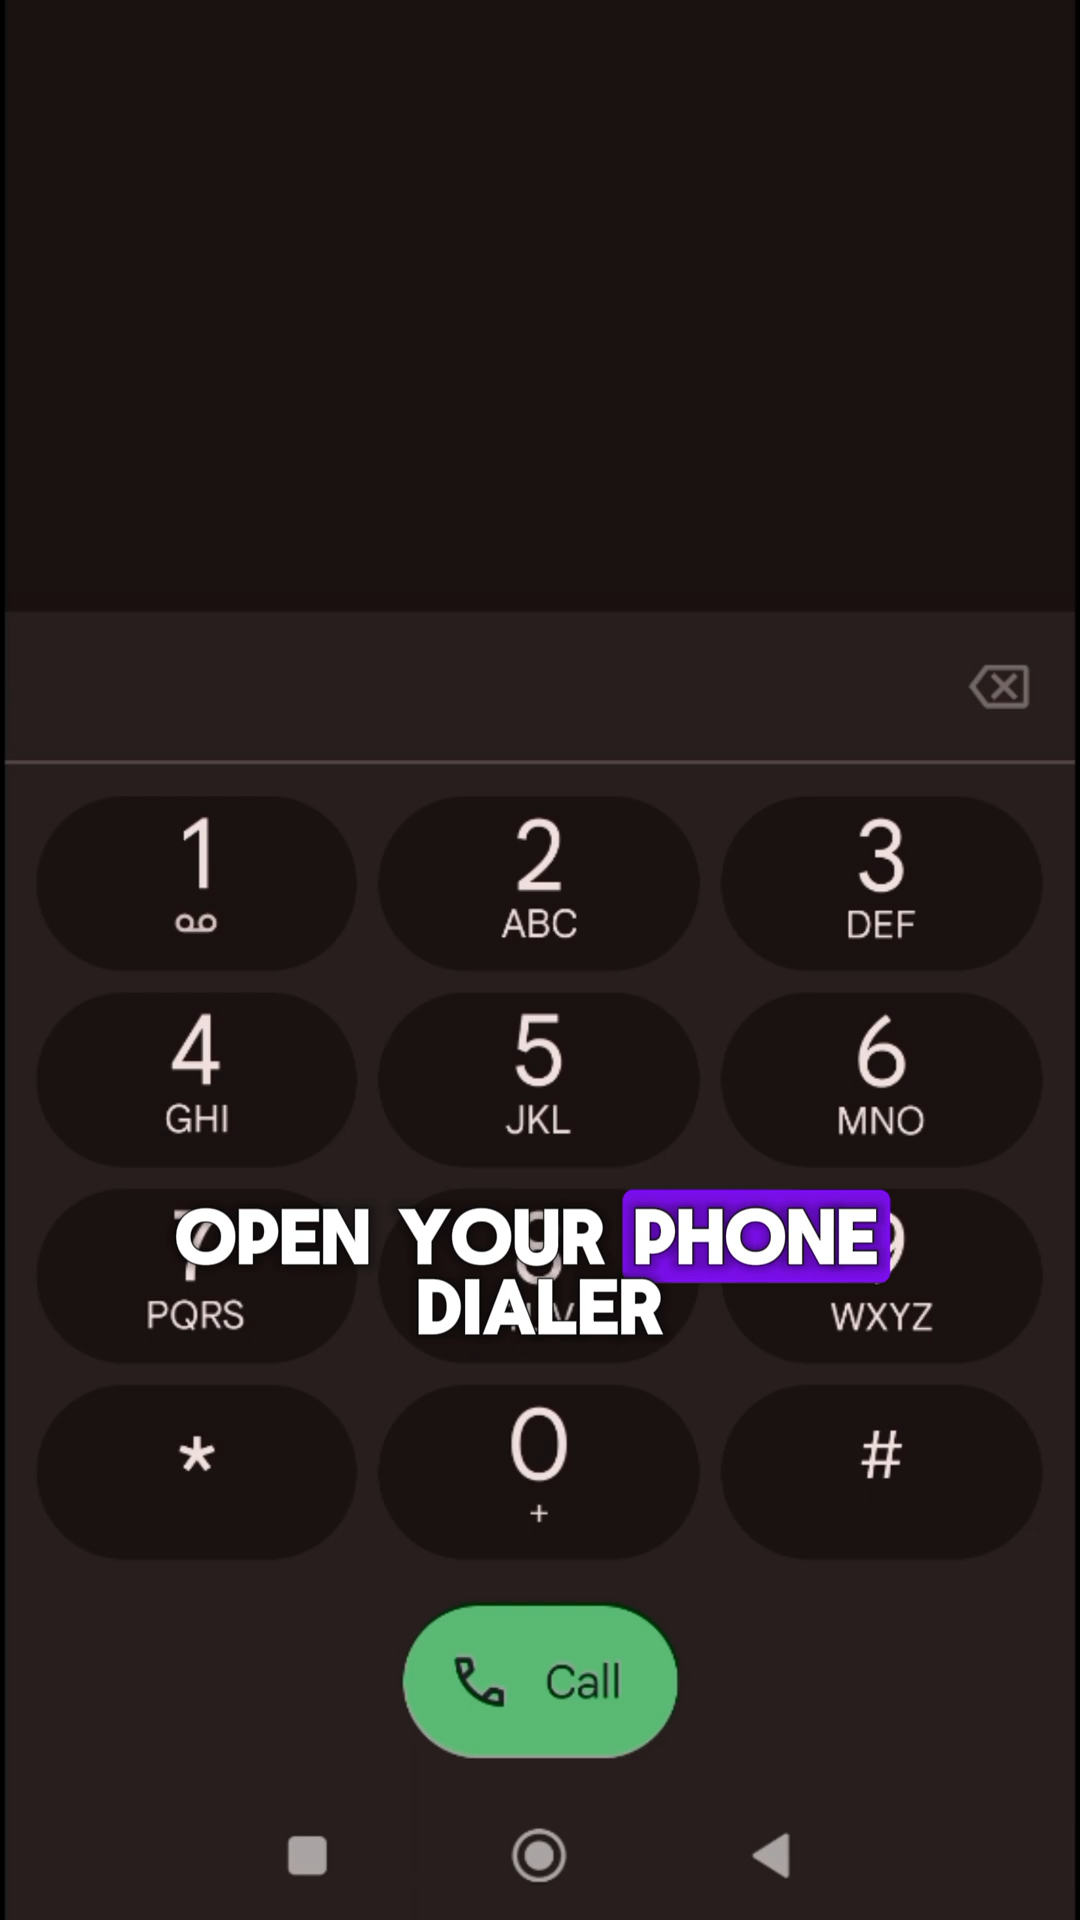 1
2
ABC
3
DEF
4
GHI
5
JKL
6
MNO
OPEN YOUR PHONE
DIALER
PQRS
WXYZ
*
0
+
#
Call